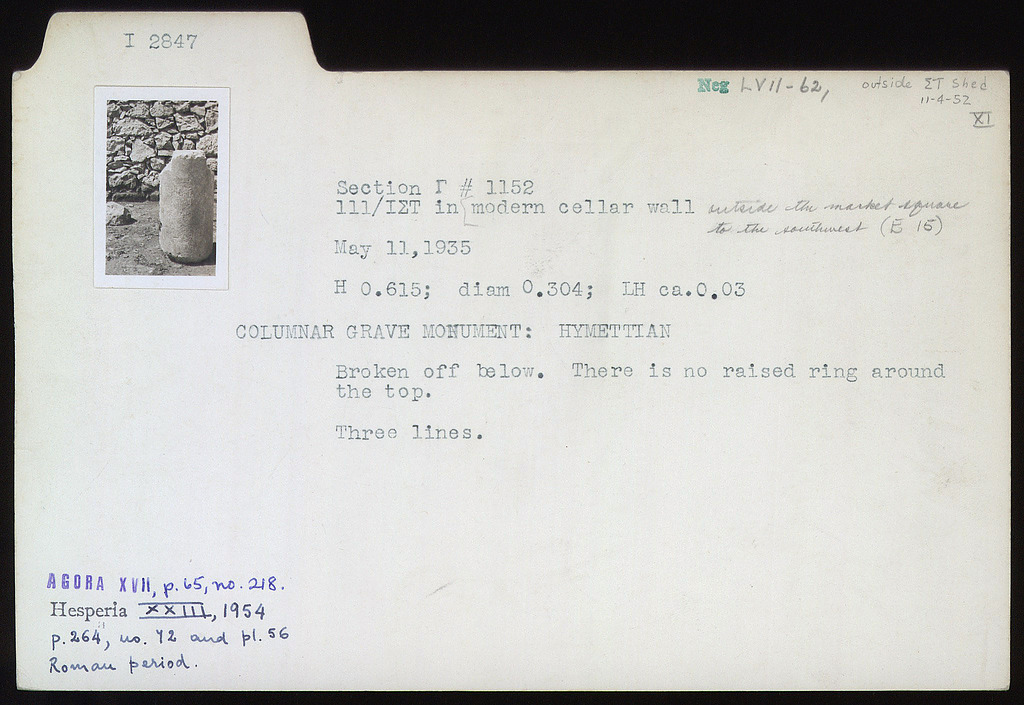 I 2847
Neg LVII-62, outside ΣΤ Shed
11-4-52
XI
Section Γ # 1152
111/ΙΣΤ in modern cellar wall outside the market square
to the southwest (E 15)
May 11,1935
H 0.615; diam 0.304; LH ca.0.03
COLUMNAR GRAVE MONUMENT: HYMETTIAN
Broken off below. There is no raised ring around
the top.
Three lines.
AGORA XVII, p. 65, no. 218.
Hesperia XXIII, 1954
p. 264, no. 72 and pl. 56
Roman period.